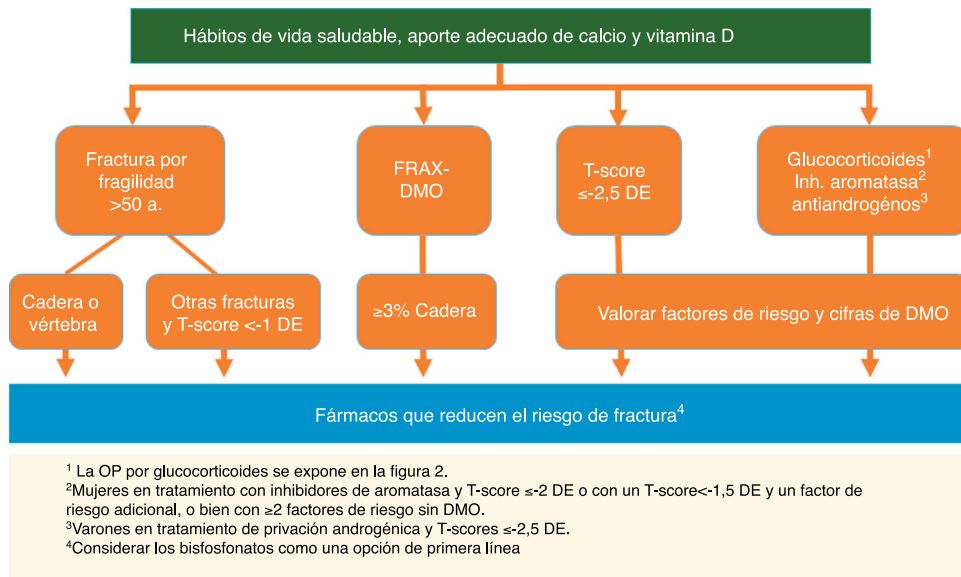 Hábitos de vida saludable, aporte adecuado de calcio y vitamina D
Fractura por
fragilidad
>50 a.
FRAX-
DMO
T-score
≤-2,5 DE
Glucocorticoides¹
Inh. aromatasa²
antiandrogénos³
Cadera o
vértebra
Otras fracturas
y T-score <-1 DE
≥3% Cadera
Valorar factores de riesgo y cifras de DMO
Fármacos que reducen el riesgo de fractura⁴
¹ La OP por glucocorticoides se expone en la figura 2.
²Mujeres en tratamiento con inhibidores de aromatasa y T-score ≤-2 DE o con un T-score<-1,5 DE y un factor de
riesgo adicional, o bien con ≥2 factores de riesgo sin DMO.
³Varones en tratamiento de privación androgénica y T-scores ≤-2,5 DE.
⁴Considerar los bisfosfonatos como una opción de primera línea